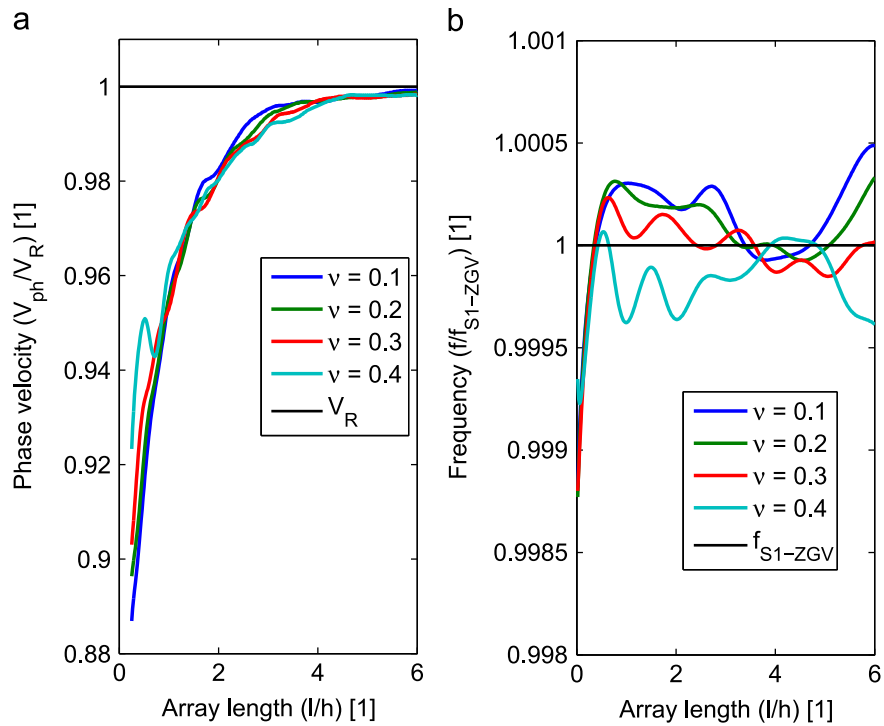 a
Phase velocity (V_ph/V_R) [1]
1
0.98
0.96
0.94
0.92
0.9
0.88
0
2
4
6
Array length (l/h) [1]
ν = 0.1
ν = 0.2
ν = 0.3
ν = 0.4
V_R
b
Frequency (f/f_S1−ZGV) [1]
1.001
1.0005
1
0.9995
0.999
0.9985
0.998
0
2
4
6
Array length (l/h) [1]
ν = 0.1
ν = 0.2
ν = 0.3
ν = 0.4
f_S1−ZGV